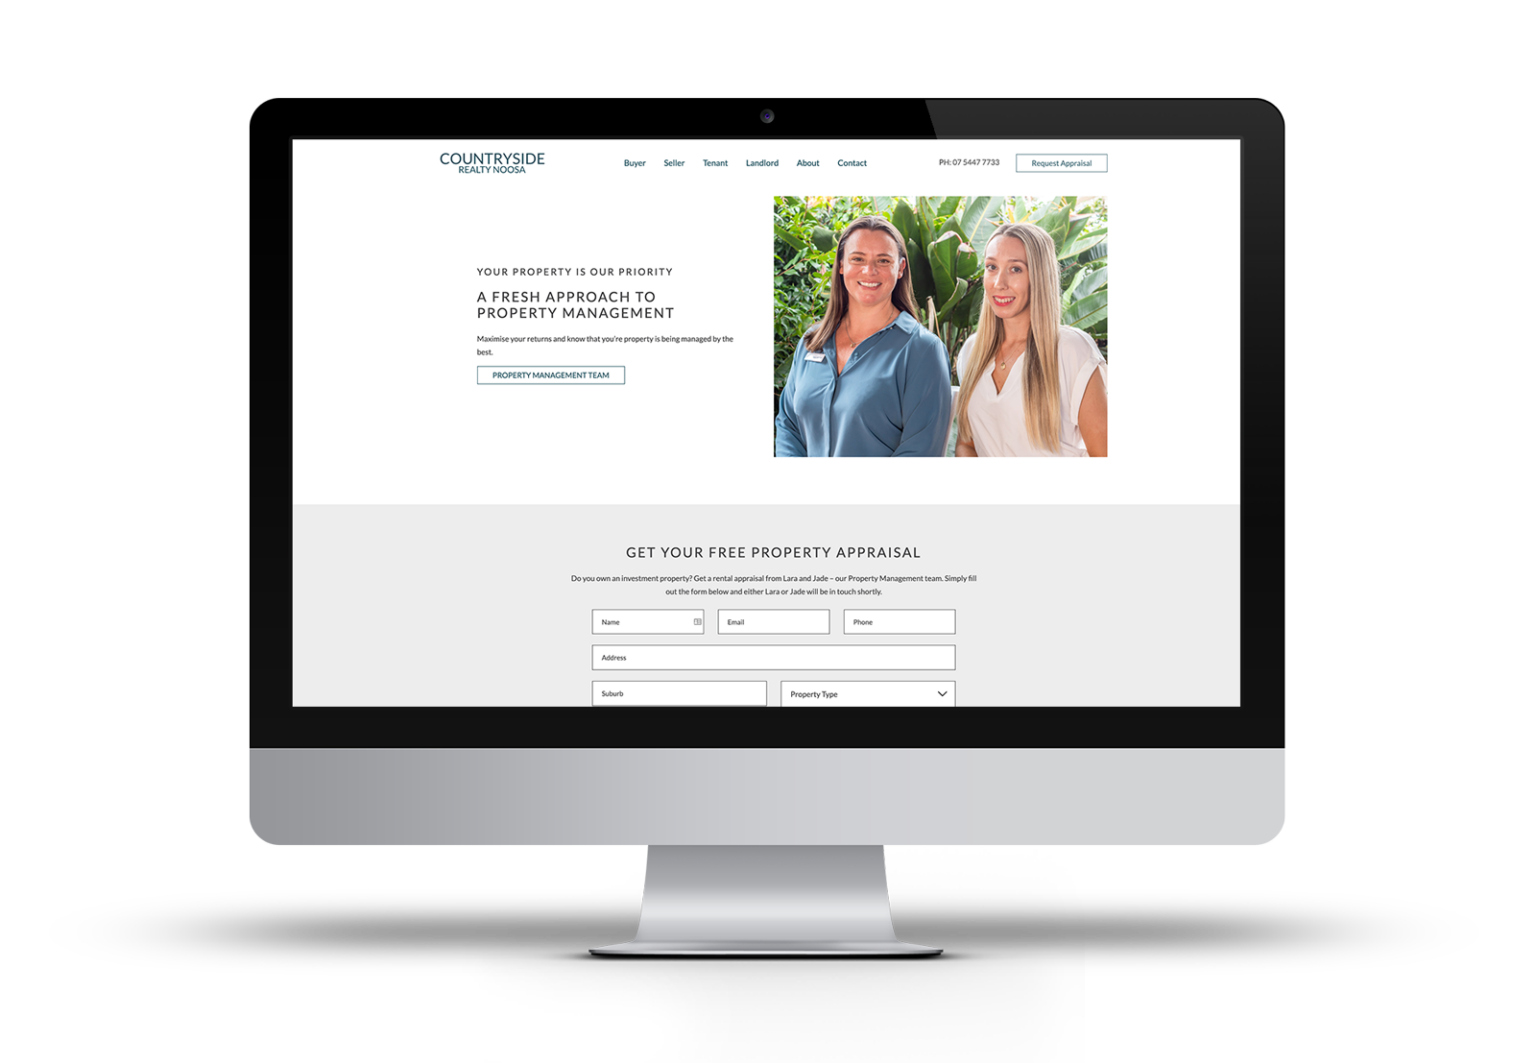 COUNTRYSIDE
REALTY NOOSA
Buyer Seller Tenant Landlord About Contact
PH: 07 5447 7733
Request Appraisal
YOUR PROPERTY IS OUR PRIORITY
A FRESH APPROACH TO
PROPERTY MANAGEMENT
Maximise your returns and know that you're property is being managed by the
best.
PROPERTY MANAGEMENT TEAM
GET YOUR FREE PROPERTY APPRAISAL
Do you own an investment property? Get a rental appraisal from Lara and Jade – our Property Management team. Simply fill
out the form below and either Lara or Jade will be in touch shortly.
Name Email Phone
Address
Suburb Property Type